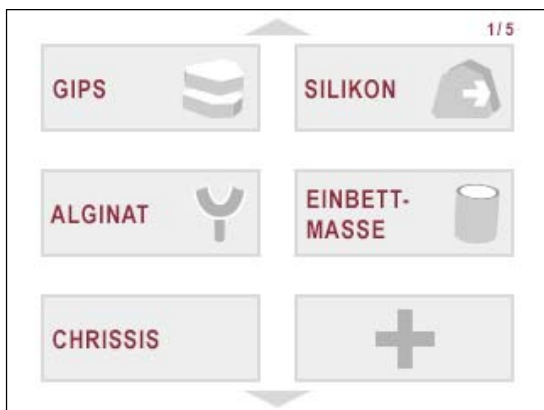 1/5
GIPS
SILIKON
ALGINAT
EINBETT-
MASSE
CHRISSIS